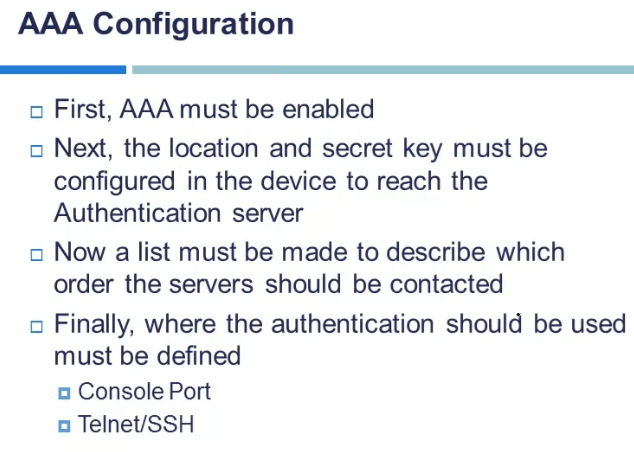 AAA Configuration
First, AAA must be enabled
Next, the location and secret key must be
configured in the device to reach the
Authentication server
Now a list must be made to describe which
order the servers should be contacted
Finally, where the authentication should be used
must be defined
Console Port
Telnet/SSH